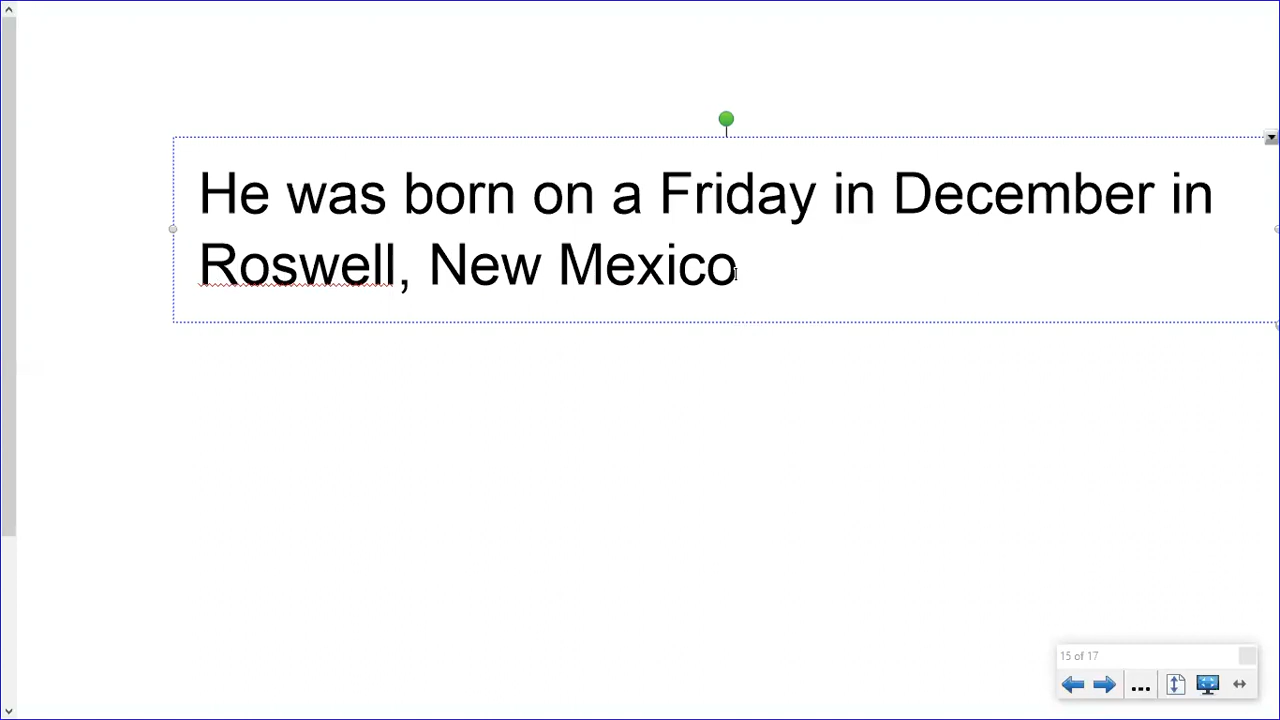 He was born on a Friday in December in
Roswell, New Mexico
15 of 17
...